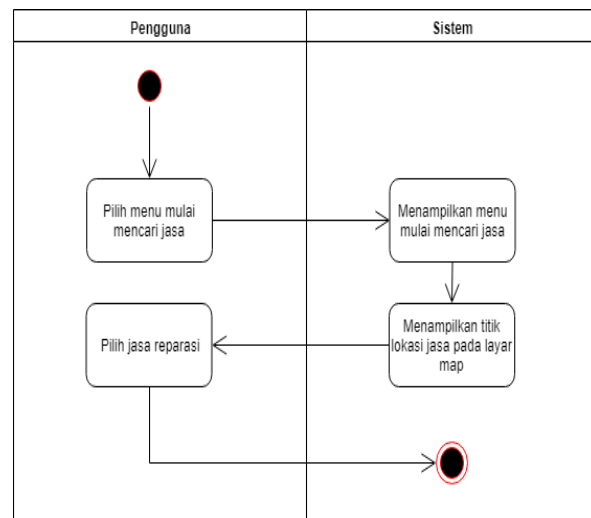 Pengguna
Sistem
Pilih menu mulai
mencari jasa
Menampilkan menu
mulai mencari jasa
Pilih jasa reparasi
Menampilkan titik
lokasi jasa pada layar
map